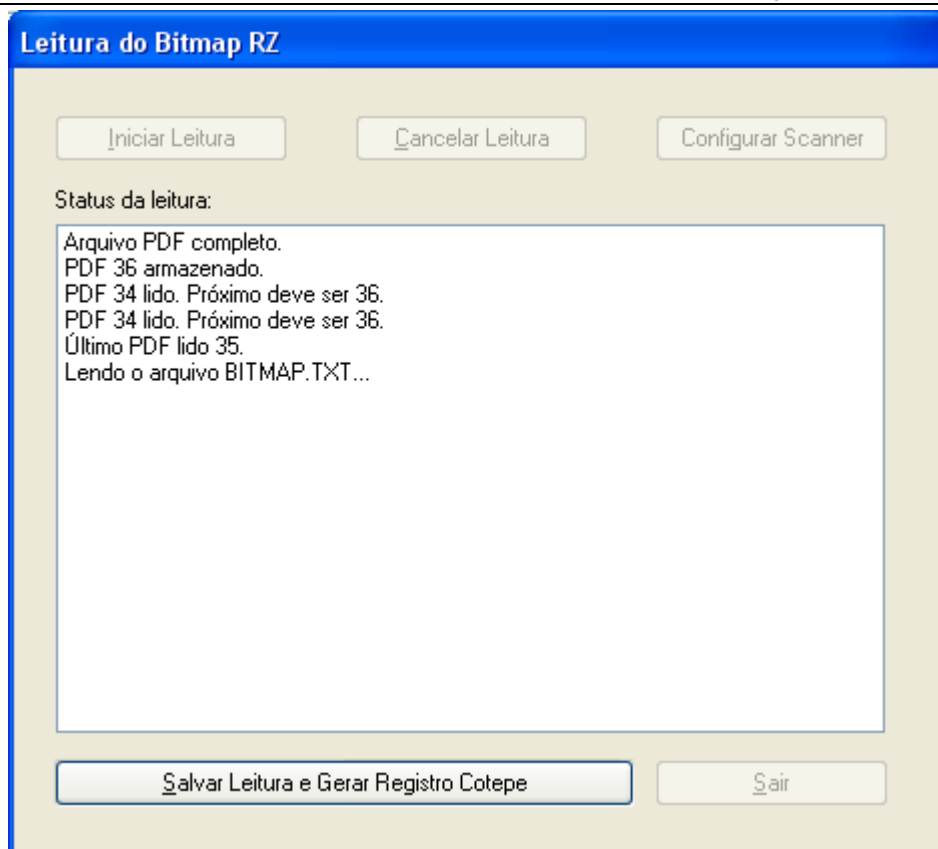 Leitura do Bitmap RZ
Iniciar Leitura
Cancelar Leitura
Configurar Scanner
Status da leitura:
Arquivo PDF completo.
PDF 36 armazenado.
PDF 34 lido. Próximo deve ser 36.
PDF 34 lido. Próximo deve ser 36.
Último PDF lido 35.
Lendo o arquivo BITMAP.TXT...
Salvar Leitura e Gerar Registro Cotepe
Sair